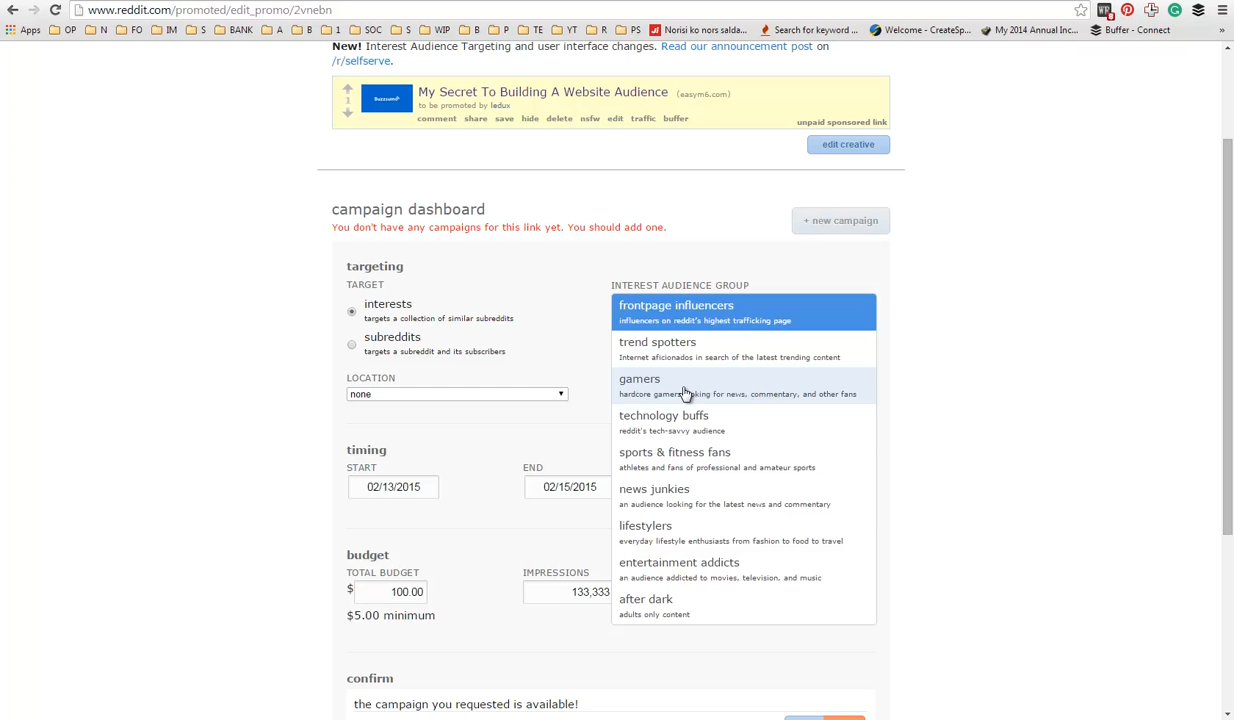 www.reddit.com/promoted/edit_promo/2vnebn
Apps OP N FO IM S BANK A 1 SOC S WIP B P TE YT R PS Norisi ko nors salda... Search for keyword ... Welcome - CreateSp... My 2014 Annual Inc... Buffer - Connect »
New! Interest Audience Targeting and user interface changes. Read our announcement post on
/r/selfserve.
My Secret To Building A Website Audience (easym6.com)
1
Buzzsumo
to be promoted by ledux
comment share save hide delete nsfw edit traffic buffer
unpaid sponsored link
edit creative
campaign dashboard
+ new campaign
You don't have any campaigns for this link yet. You should add one.
targeting
TARGET
interests
targets a collection of similar subreddits
subreddits
targets a subreddit and its subscribers
LOCATION
none
INTEREST AUDIENCE GROUP
frontpage influencers
influencers on reddit's highest trafficking page
trend spotters
Internet aficionados in search of the latest trending content
gamers
hardcore gamers looking for news, commentary, and other fans
technology buffs
reddit's tech-savvy audience
sports & fitness fans
athletes and fans of professional and amateur sports
news junkies
an audience looking for the latest news and commentary
lifestylers
everyday lifestyle enthusiasts from fashion to food to travel
entertainment addicts
an audience addicted to movies, television, and music
after dark
adults only content
timing
START END
02/13/2015 02/15/2015
budget
TOTAL BUDGET IMPRESSIONS
$ 100.00 133,333
$5.00 minimum
confirm
the campaign you requested is available!